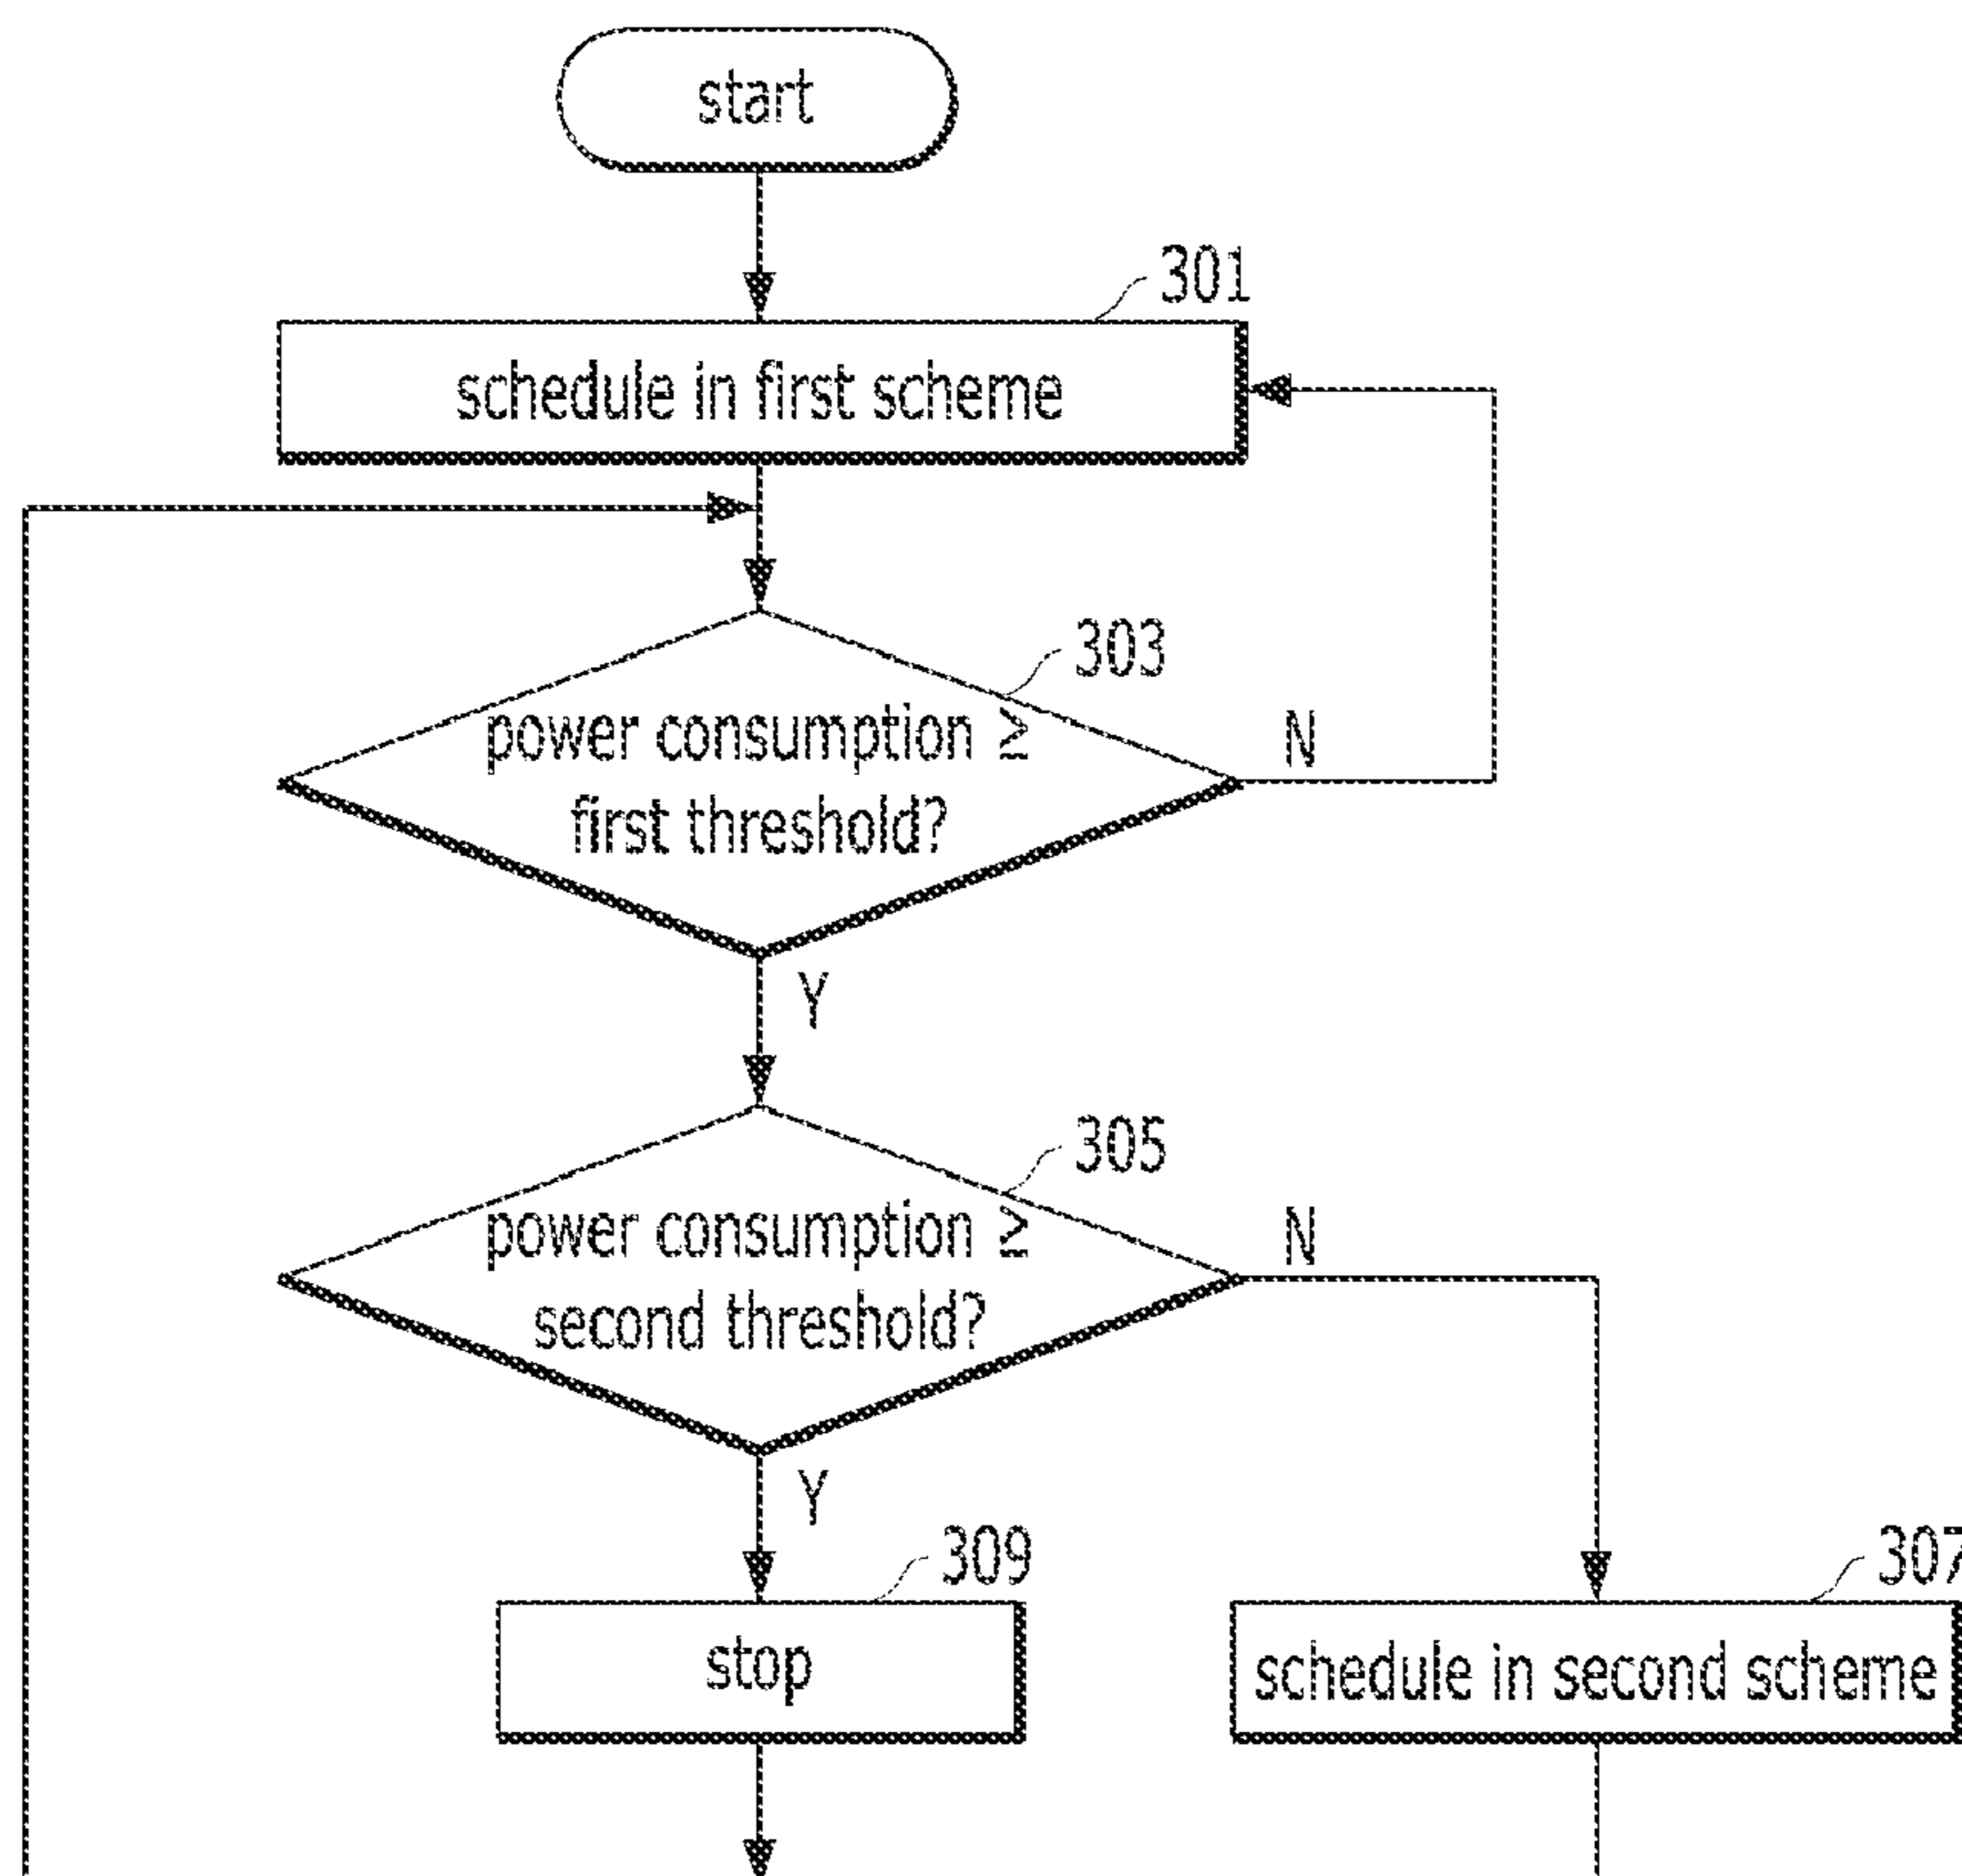 start
301
schedule in first scheme
303
power consumption ≥
first threshold?
N
Y
305
power consumption ≥
second threshold?
N
Y
309
stop
307
schedule in second scheme